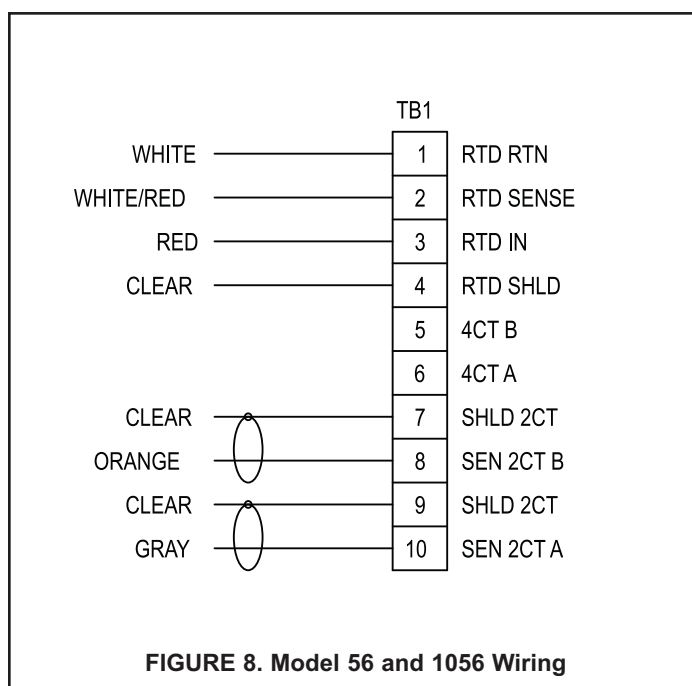 TB1
WHITE 1 RTD RTN
WHITE/RED 2 RTD SENSE
RED 3 RTD IN
CLEAR 4 RTD SHLD
5 4CT B
6 4CT A
CLEAR 7 SHLD 2CT
ORANGE 8 SEN 2CT B
CLEAR 9 SHLD 2CT
GRAY 10 SEN 2CT A
FIGURE 8. Model 56 and 1056 Wiring